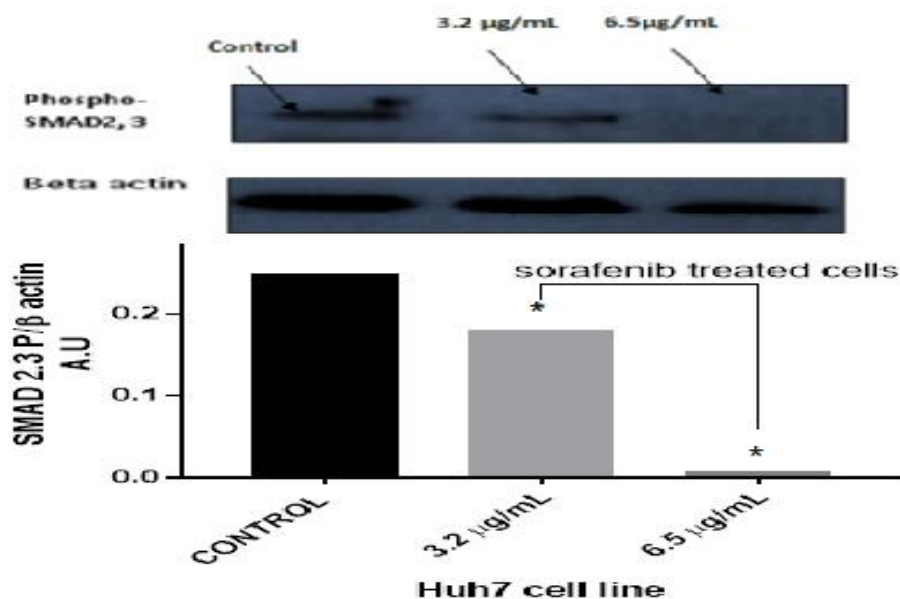 Control
3.2 µg/mL
6.5µg/mL
Phospho-
SMAD2, 3
Beta actin
SMAD 2.3 P/β actin
A.U
0.2
0.1
0.0
sorafenib treated cells
*
*
CONTROL
3.2 µg/mL
6.5 µg/mL
Huh7 cell line